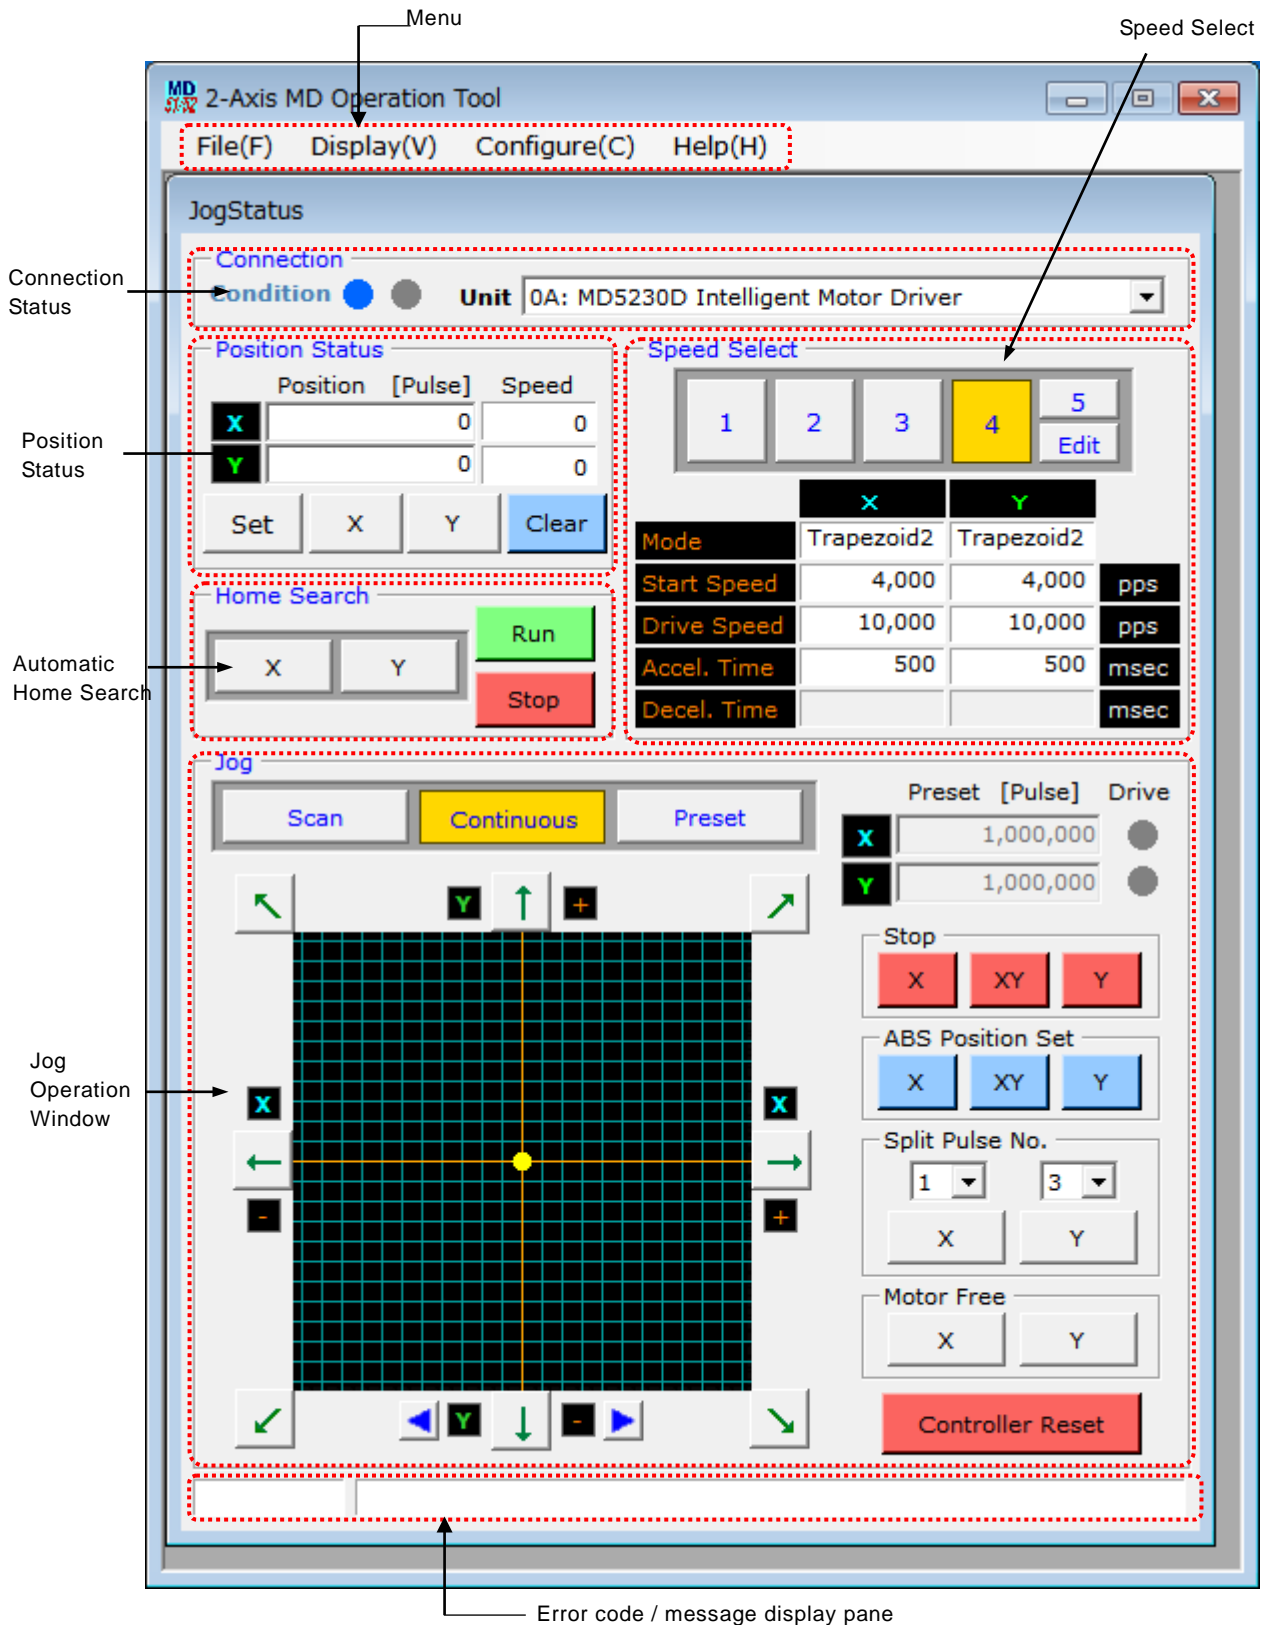 Menu
Speed Select
MD
2-Axis MD Operation Tool
File(F) Display(V) Configure(C) Help(H)
JogStatus
Connection
Connection Status
Condition Unit 0A: MD5230D Intelligent Motor Driver
Position Status
Position [Pulse] Speed
X 0 0
Y 0 0
Set X Y Clear
Position
Status
Speed Select
1 2 3 4 5
Edit
X Y
Mode Trapezoid2 Trapezoid2
Start Speed 4,000 4,000 pps
Drive Speed 10,000 10,000 pps
Accel. Time 500 500 msec
Decel. Time msec
Home Search
X Y Run
Stop
Automatic
Home Search
Jog
Scan Continuous Preset
Preset [Pulse] Drive
X 1,000,000
Y 1,000,000
Y +
X X
- +
Y -
Jog
Operation
Window
Stop
X XY Y
ABS Position Set
X XY Y
Split Pulse No.
1 3
X Y
Motor Free
X Y
Controller Reset
Error code / message display pane